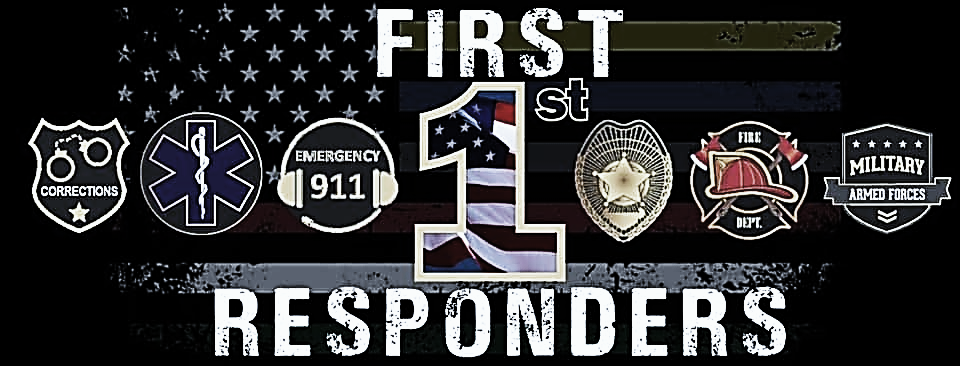 FIRST
1st
CORRECTIONS
EMERGENCY
911
FIRE
DEPT.
MILITARY
ARMED FORCES
RESPONDERS